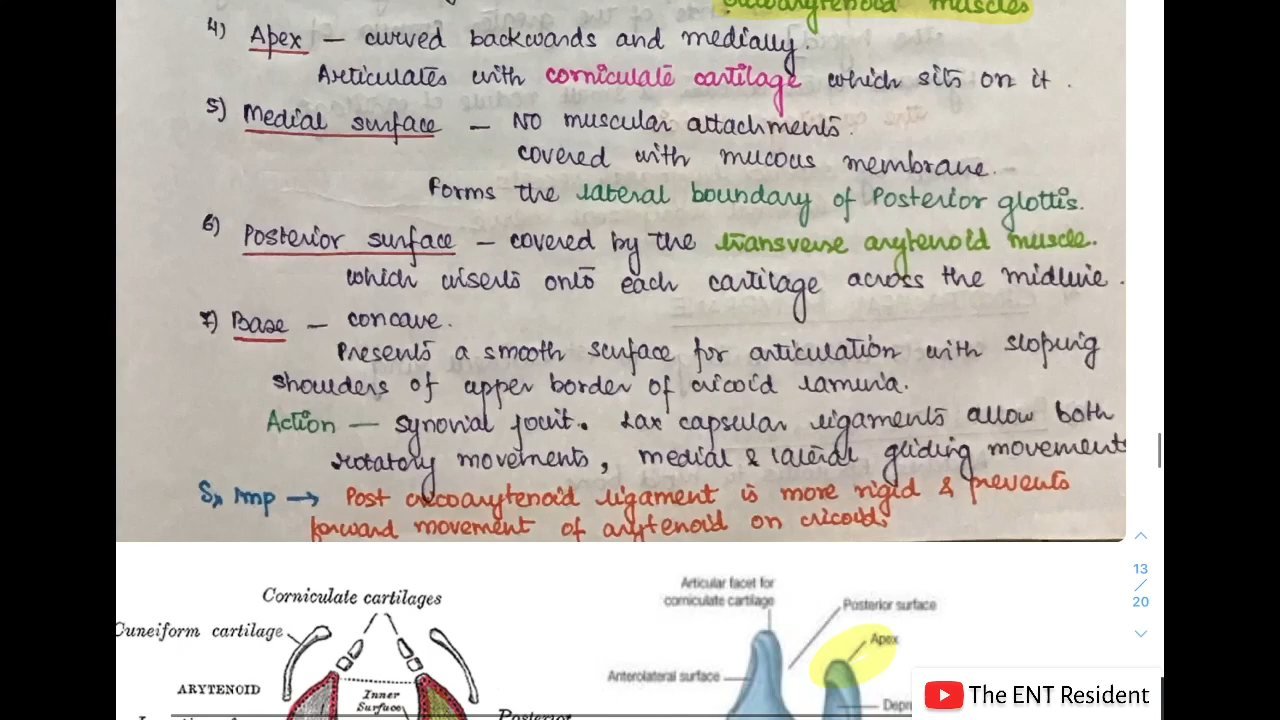 cricoarytenoid muscles
4) Apex — curved backwards and medially.
Articulates with corniculate cartilage which sits on it.
5) Medial surface — No muscular attachments.
covered with mucous membrane.
Forms the lateral boundary of Posterior glottis.
6) Posterior surface — covered by the transverse arytenoid muscle.
which inserts onto each cartilage across the midline.
7) Base — concave.
Presents a smooth surface for articulation with sloping
shoulders of upper border of cricoid lamina.
Action — synovial joint. Lax capsular ligaments allow both
rotatory movements, medial & lateral gliding movements
Imp → Post cricoarytenoid ligament is more rigid & prevents
forward movement of arytenoid on cricoid.
Corniculate cartilages
Cuneiform cartilage
ARYTENOID
Inner
Surface
Posterior
Articular facet for
corniculate cartilage
Posterior surface
Apex
Anterolateral surface
13
/
20
The ENT Resident